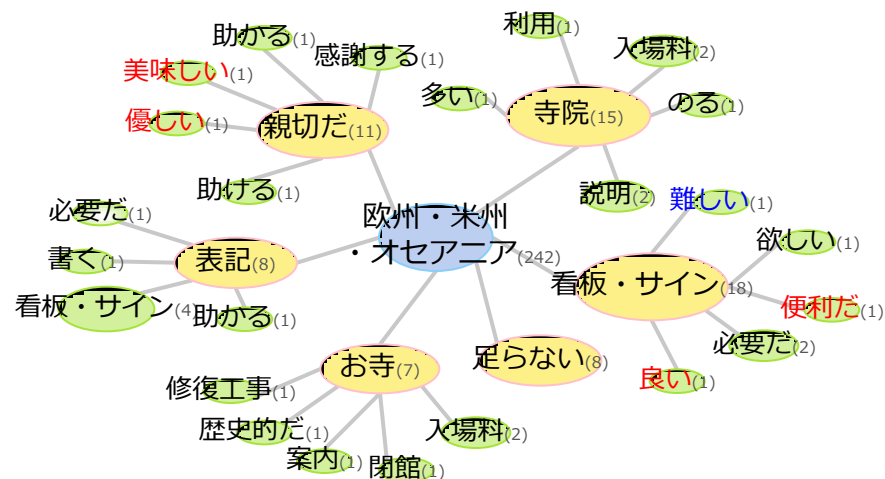 欧州・米州
・オセアニア(242)
親切だ(11)
助かる(1)
感謝する(1)
美味しい(1)
優しい(1)
助ける(1)
寺院(15)
利用(1)
入場料(2)
多い(1)
のる(1)
説明(2)
看板・サイン(18)
難しい(1)
欲しい(1)
便利だ(1)
必要だ(2)
良い(1)
足らない(8)
お寺(7)
修復工事(1)
歴史的だ(1)
案内(1)
閉館(1)
入場料(2)
表記(8)
必要だ(1)
書く(1)
看板・サイン(4)
助かる(1)